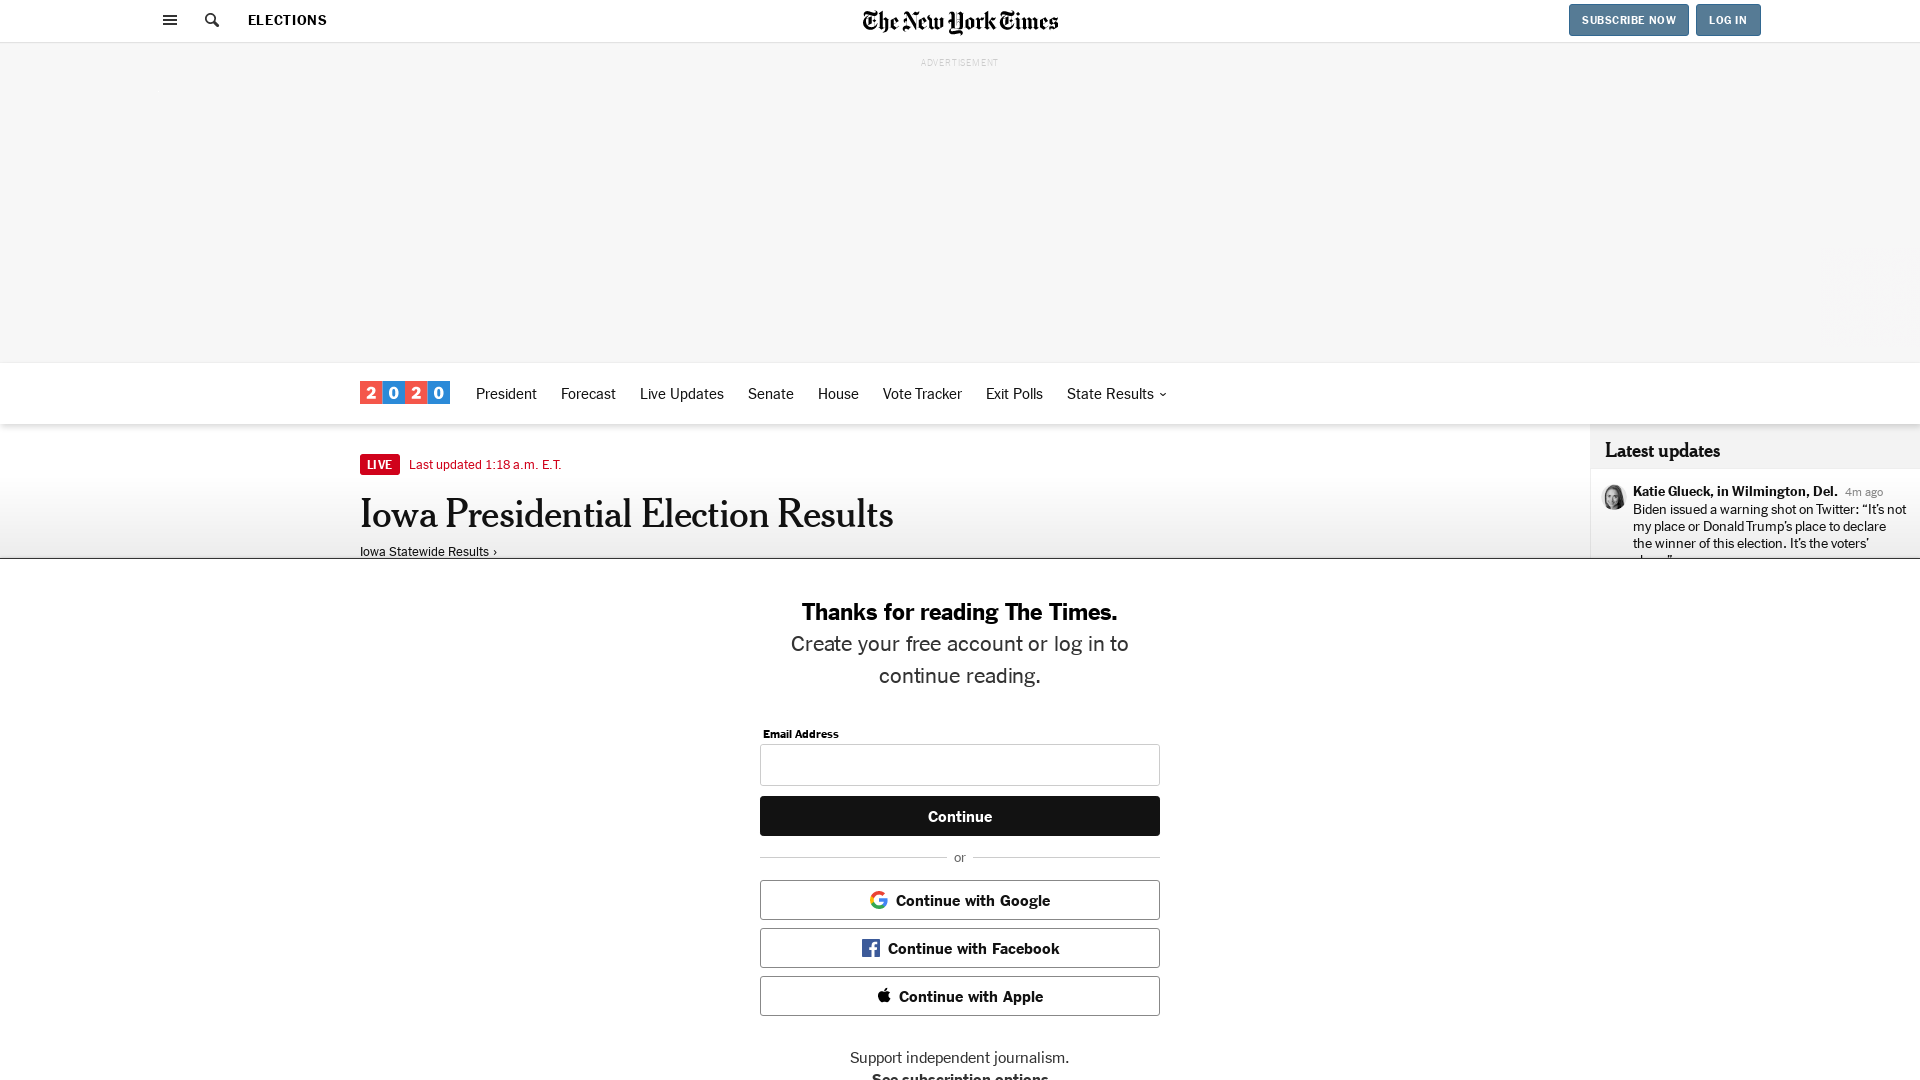 ELECTIONS
The New York Times
SUBSCRIBE NOW
LOG IN
ADVERTISEMENT
2020
President
Forecast
Live Updates
Senate
House
Vote Tracker
Exit Polls
State Results
LIVE
Last updated 1:18 a.m. E.T.
Iowa Presidential Election Results
Iowa Statewide Results ›
Latest updates
Katie Glueck, in Wilmington, Del. 4m ago
Biden issued a warning shot on Twitter: “It’s not
my place or Donald Trump’s place to declare
the winner of this election. It’s the voters’
Thanks for reading The Times.
Create your free account or log in to
continue reading.
Email Address
Continue
or
Continue with Google
Continue with Facebook
Continue with Apple
Support independent journalism.
See subscription options